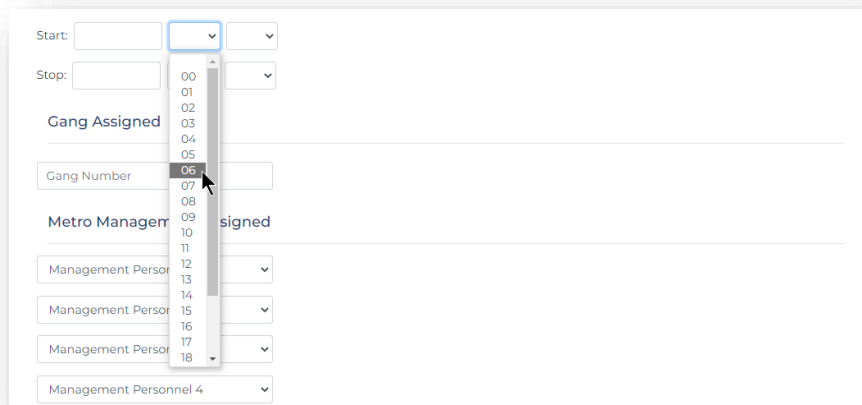 Start:
00
Stop:
01
02
03
Gang Assigned
04
05
06
Gang Number
07
08
09
Metro Managem signed
10
11
12
Management Person
13
14
15
Management Person
16
17
Management Person
18
Management Personnel 4